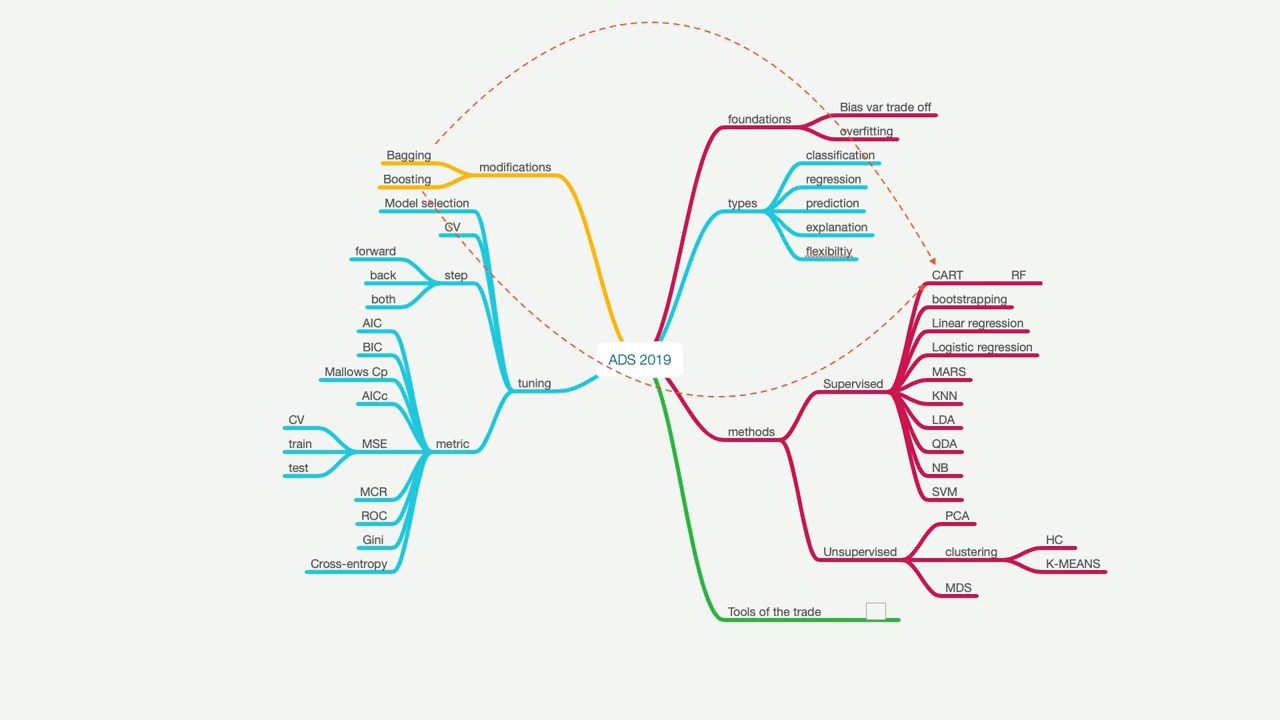 ADS 2019
foundations
Bias var trade off
overfitting
types
classification
regression
prediction
explanation
flexibiltiy
methods
Supervised
CART
RF
bootstrapping
Linear regression
Logistic regression
MARS
KNN
LDA
QDA
NB
SVM
Unsupervised
PCA
clustering
HC
K-MEANS
MDS
Tools of the trade
modifications
Bagging
Boosting
tuning
Model selection
CV
step
forward
back
both
metric
AIC
BIC
Mallows Cp
AICc
MSE
CV
train
test
MCR
ROC
Gini
Cross-entropy